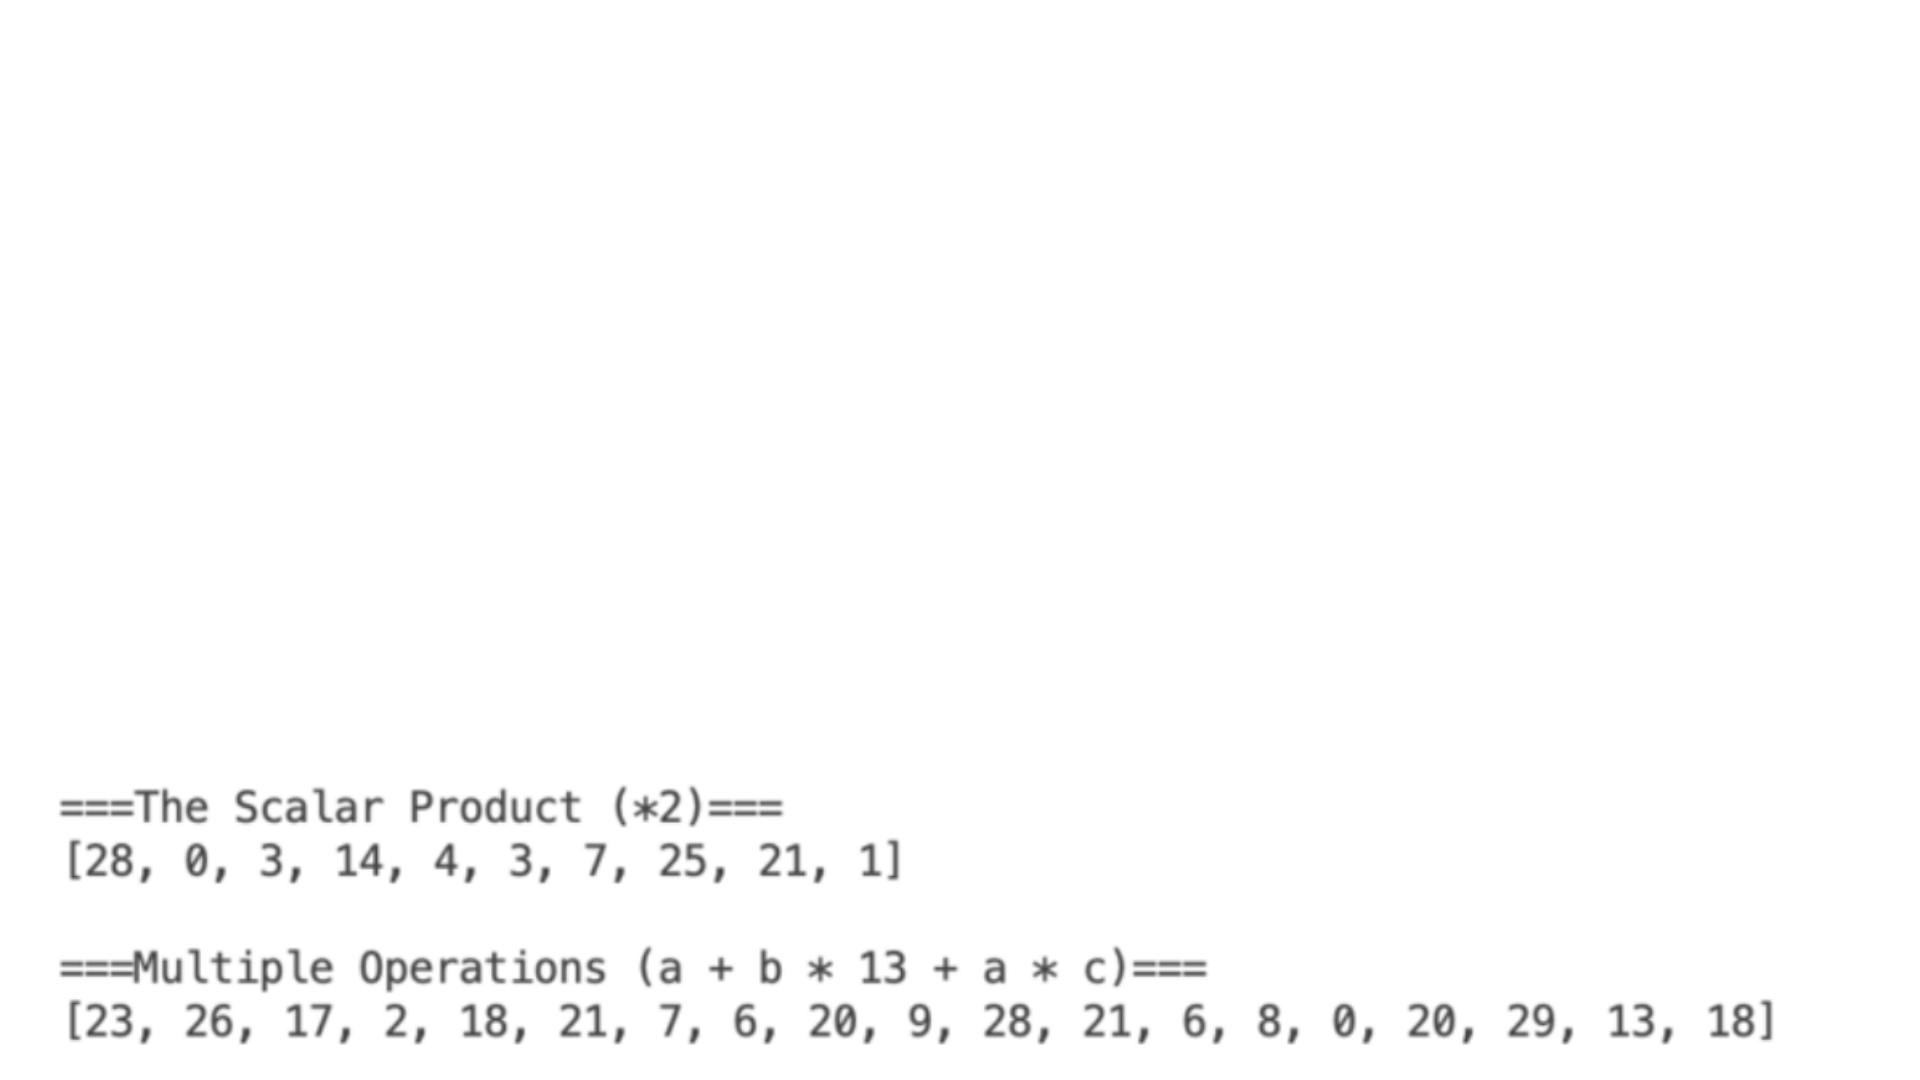 ===The Scalar Product (*2)===
[28, 0, 3, 14, 4, 3, 7, 25, 21, 1]
===Multiple Operations (a + b * 13 + a * c)===
[23, 26, 17, 2, 18, 21, 7, 6, 20, 9, 28, 21, 6, 8, 0, 20, 29, 13, 18]